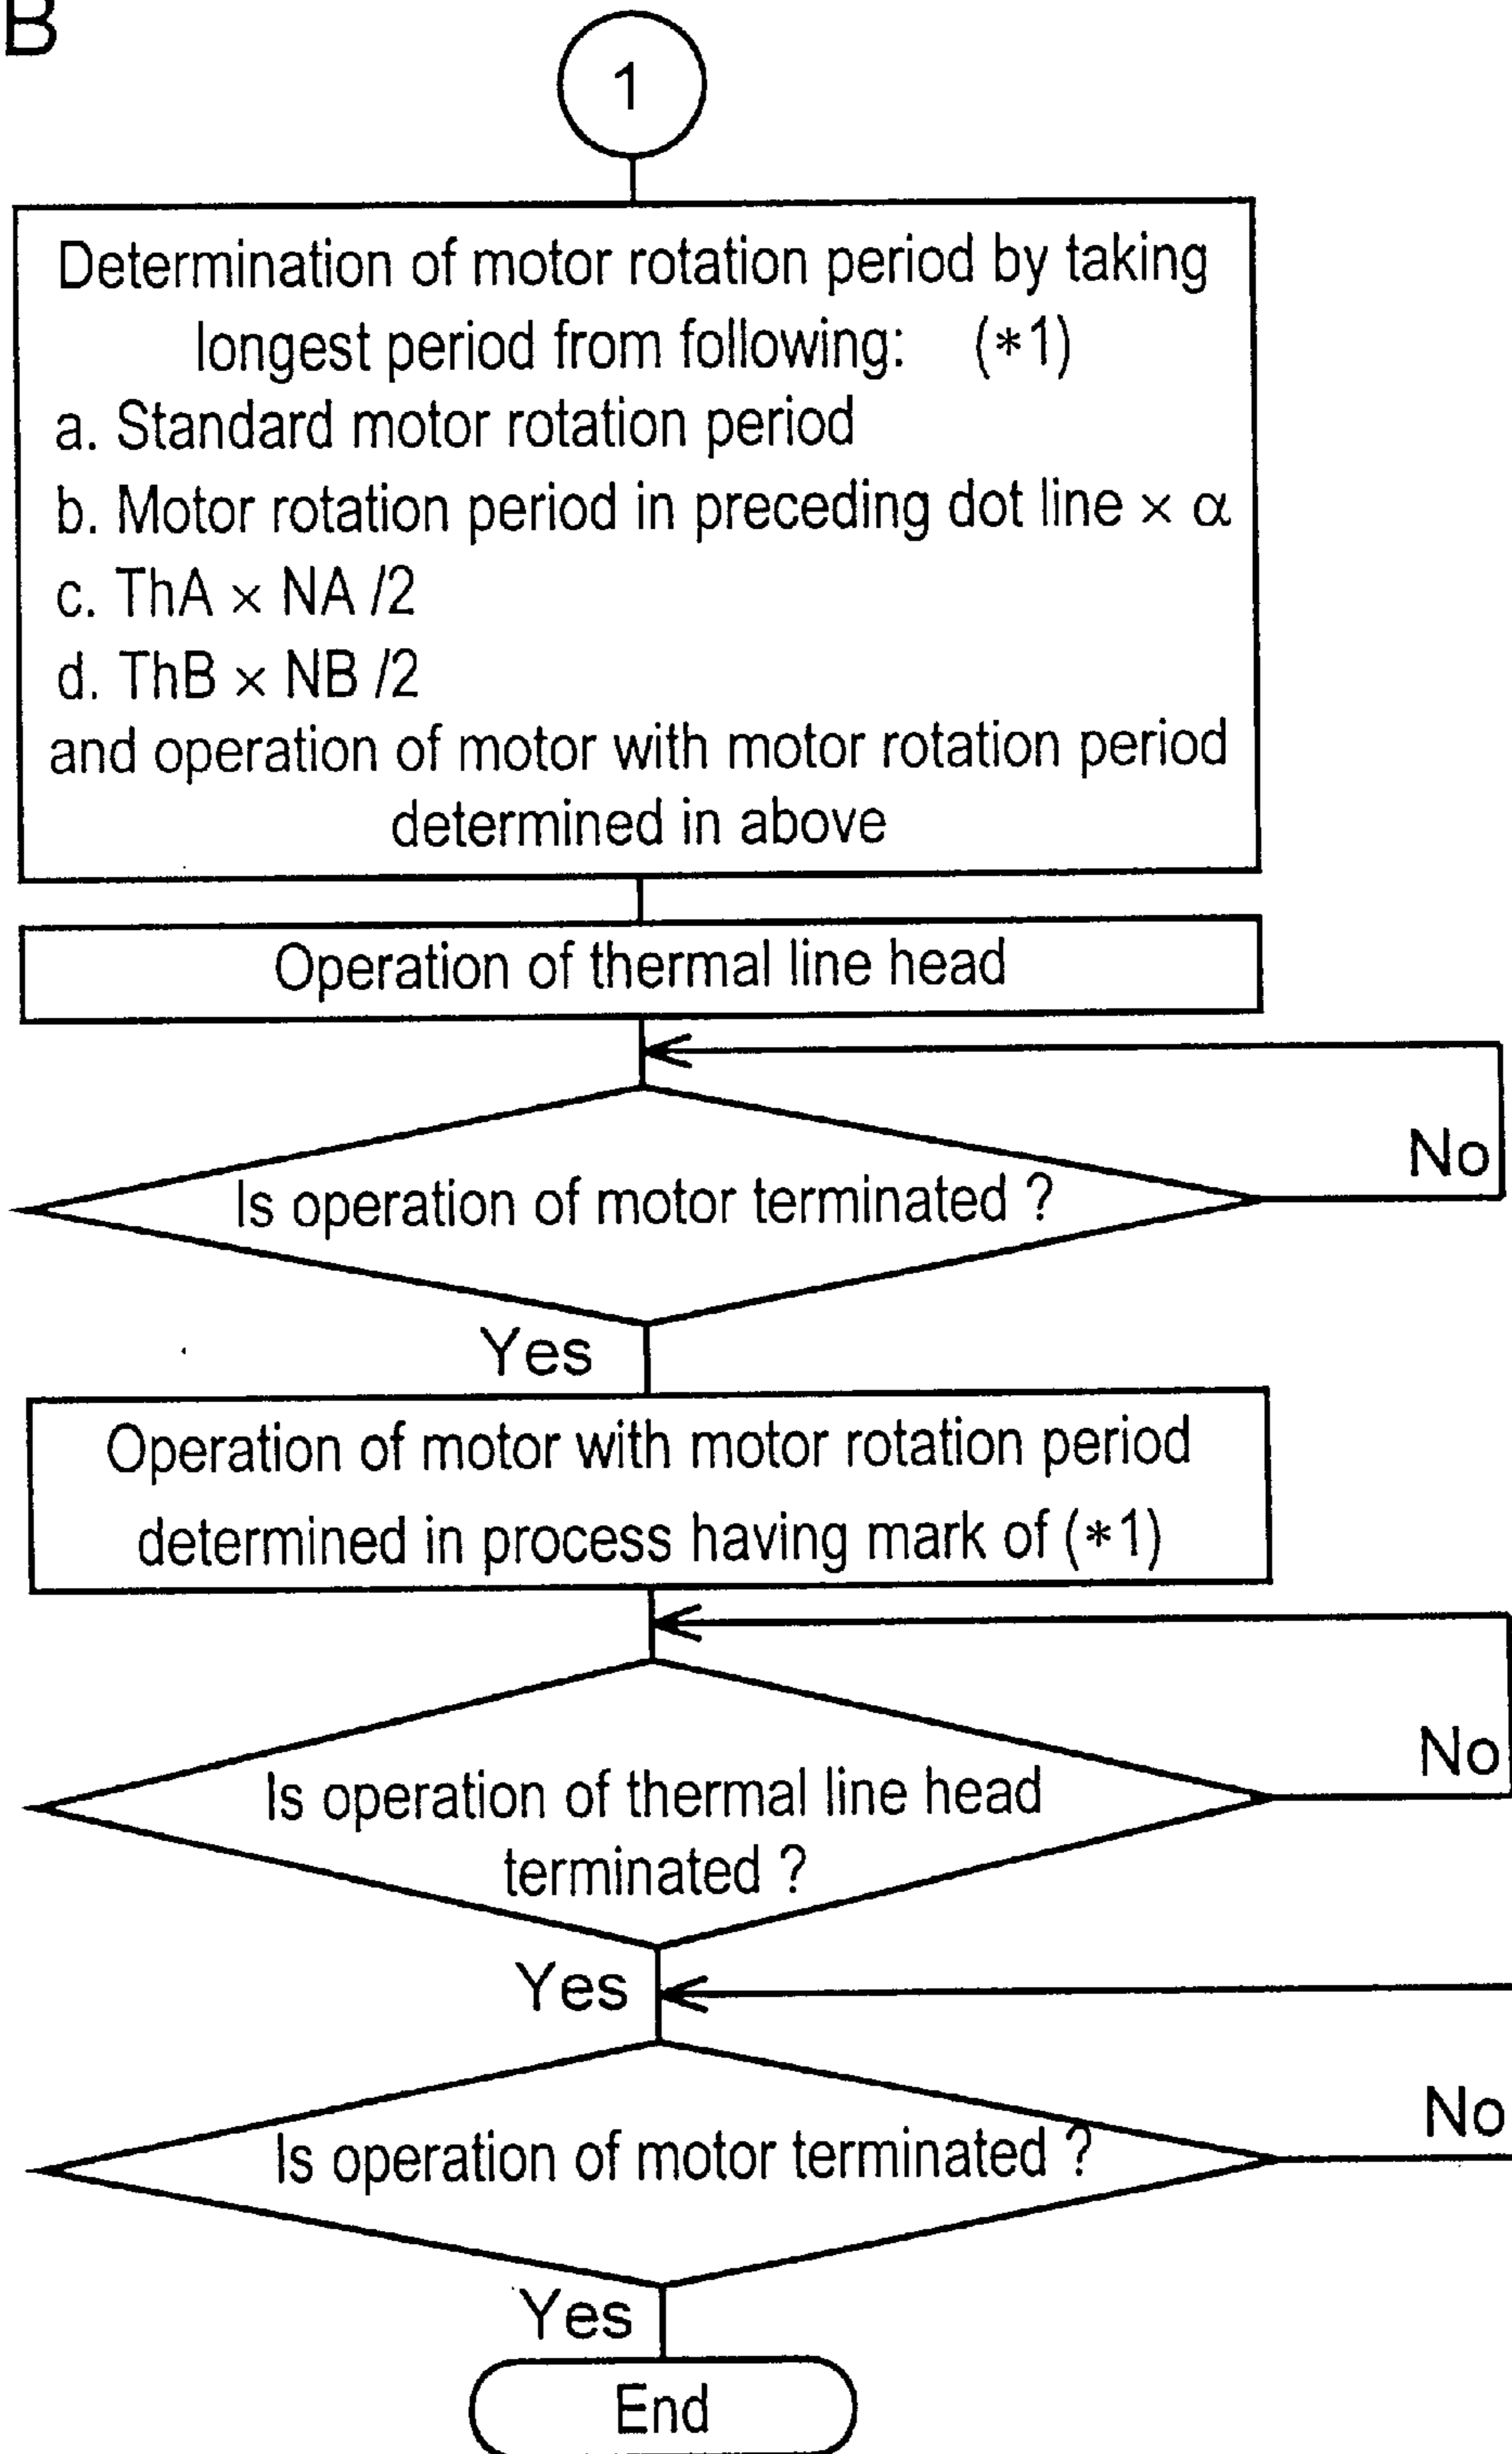 B
1
Determination of motor rotation period by taking
longest period from following: (*1)
a. Standard motor rotation period
b. Motor rotation period in preceding dot line × α
c. ThA × NA /2
d. ThB × NB /2
and operation of motor with motor rotation period
determined in above
Operation of thermal line head
Is operation of motor terminated ?
No
Yes
Operation of motor with motor rotation period
determined in process having mark of (*1)
Is operation of thermal line head
terminated ?
No
Yes
Is operation of motor terminated ?
No
Yes
End